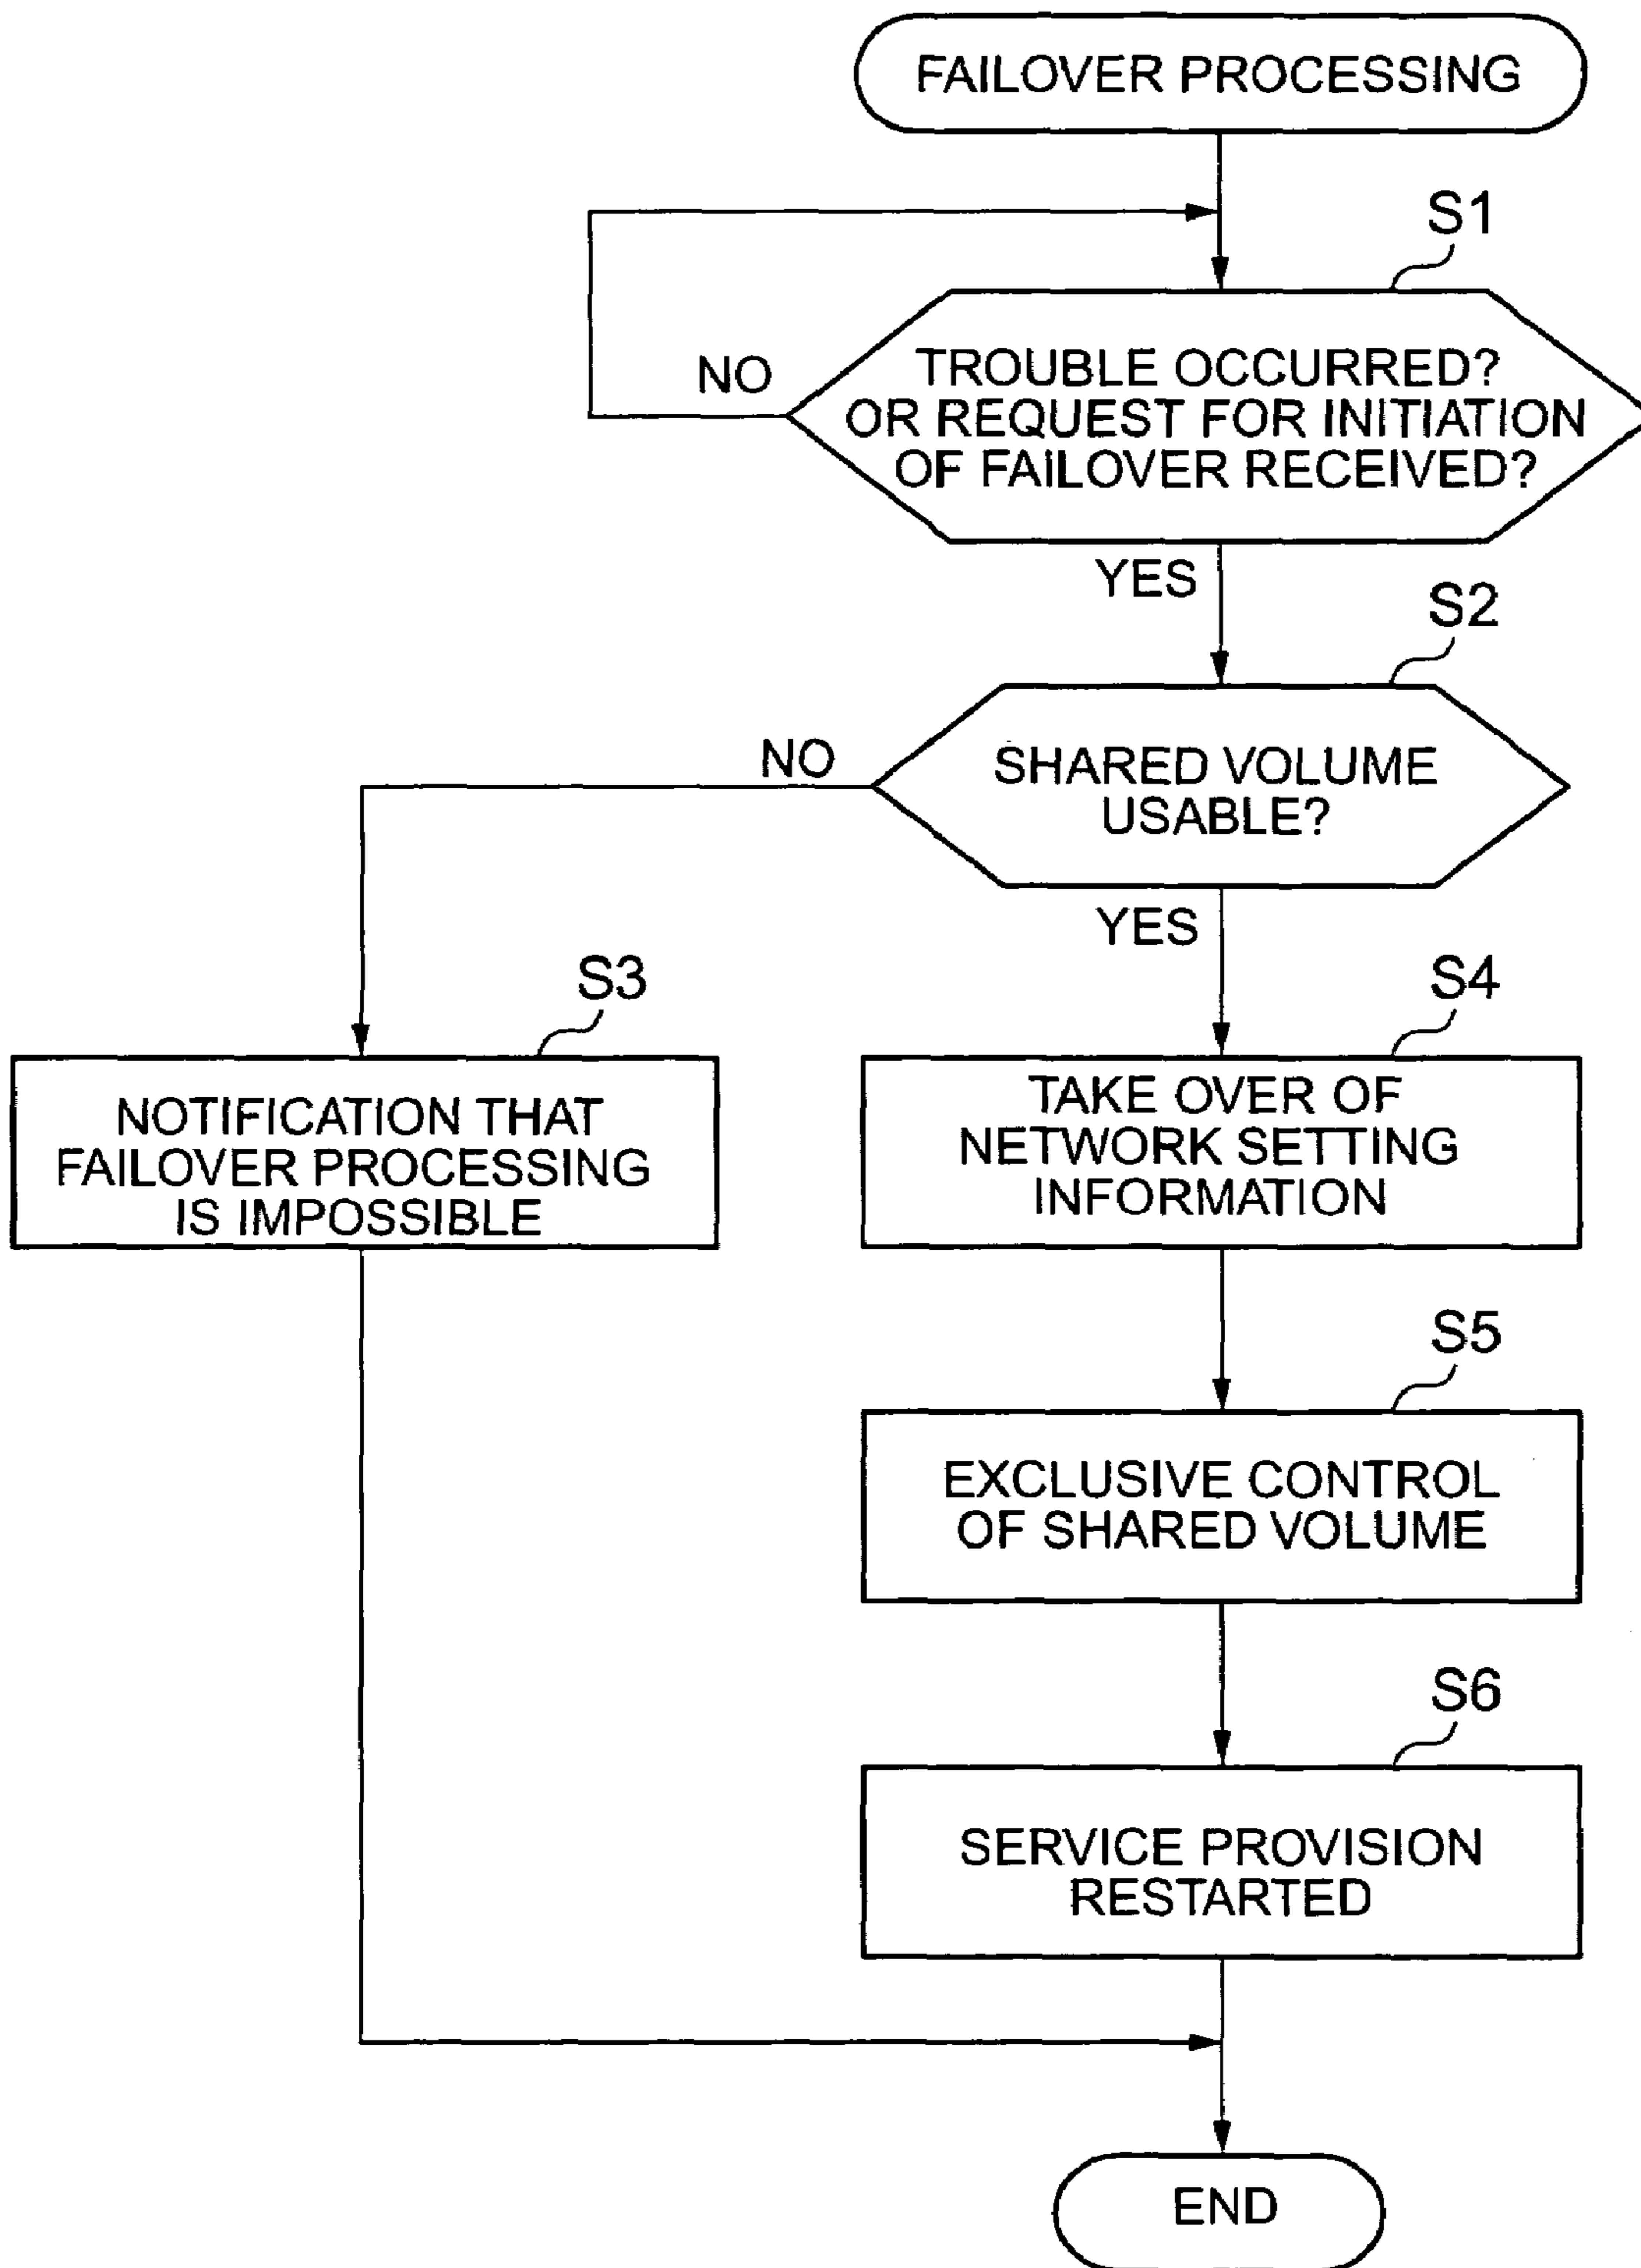 FAILOVER PROCESSING
S1
NO
TROUBLE OCCURRED?
OR REQUEST FOR INITIATION
OF FAILOVER RECEIVED?
YES
S2
NO
SHARED VOLUME
USABLE?
YES
S3
NOTIFICATION THAT
FAILOVER PROCESSING
IS IMPOSSIBLE
S4
TAKE OVER OF
NETWORK SETTING
INFORMATION
S5
EXCLUSIVE CONTROL
OF SHARED VOLUME
S6
SERVICE PROVISION
RESTARTED
END